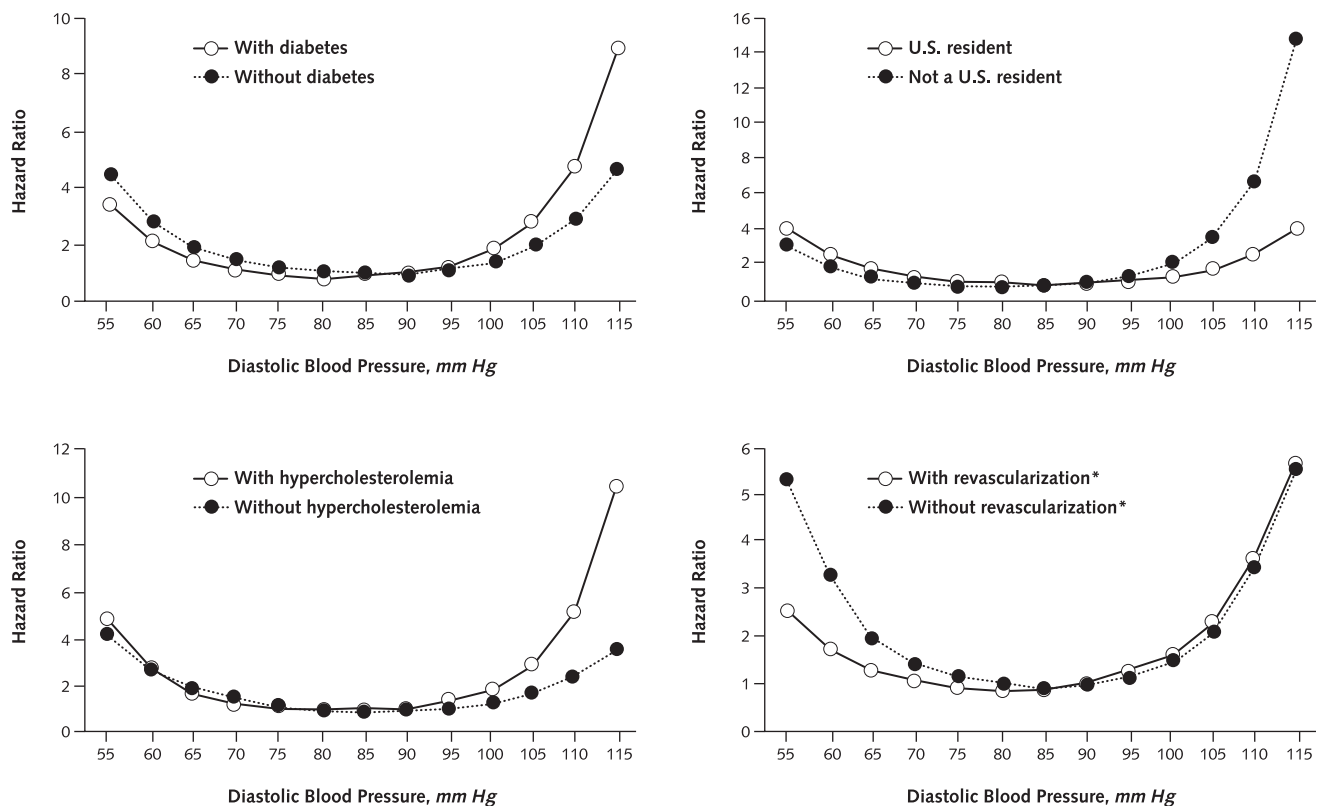 10
8
6
4
2
0
Hazard Ratio
With diabetes
Without diabetes
55 60 65 70 75 80 85 90 95 100 105 110 115
Diastolic Blood Pressure, mm Hg
16
14
12
10
8
6
4
2
0
Hazard Ratio
U.S. resident
Not a U.S. resident
55 60 65 70 75 80 85 90 95 100 105 110 115
Diastolic Blood Pressure, mm Hg
12
10
8
6
4
2
0
Hazard Ratio
With hypercholesterolemia
Without hypercholesterolemia
55 60 65 70 75 80 85 90 95 100 105 110 115
Diastolic Blood Pressure, mm Hg
6
5
4
3
2
1
0
Hazard Ratio
With revascularization*
Without revascularization*
55 60 65 70 75 80 85 90 95 100 105 110 115
Diastolic Blood Pressure, mm Hg